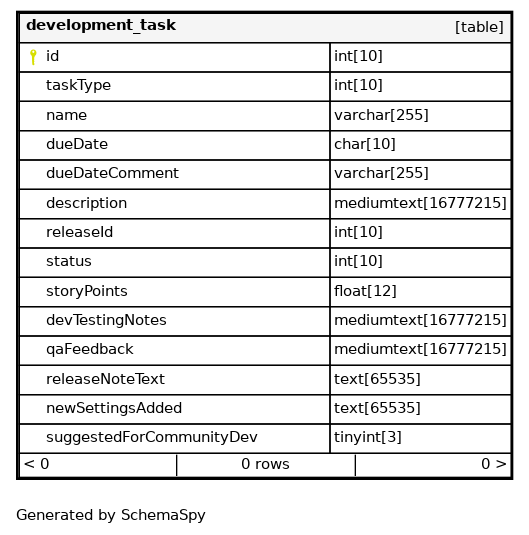 development_task [table]
id int[10]
taskType int[10]
name varchar[255]
dueDate char[10]
dueDateComment varchar[255]
description mediumtext[16777215]
releaseId int[10]
status int[10]
storyPoints float[12]
devTestingNotes mediumtext[16777215]
qaFeedback mediumtext[16777215]
releaseNoteText text[65535]
newSettingsAdded text[65535]
suggestedForCommunityDev tinyint[3]
< 0 0 rows 0 >
Generated by SchemaSpy